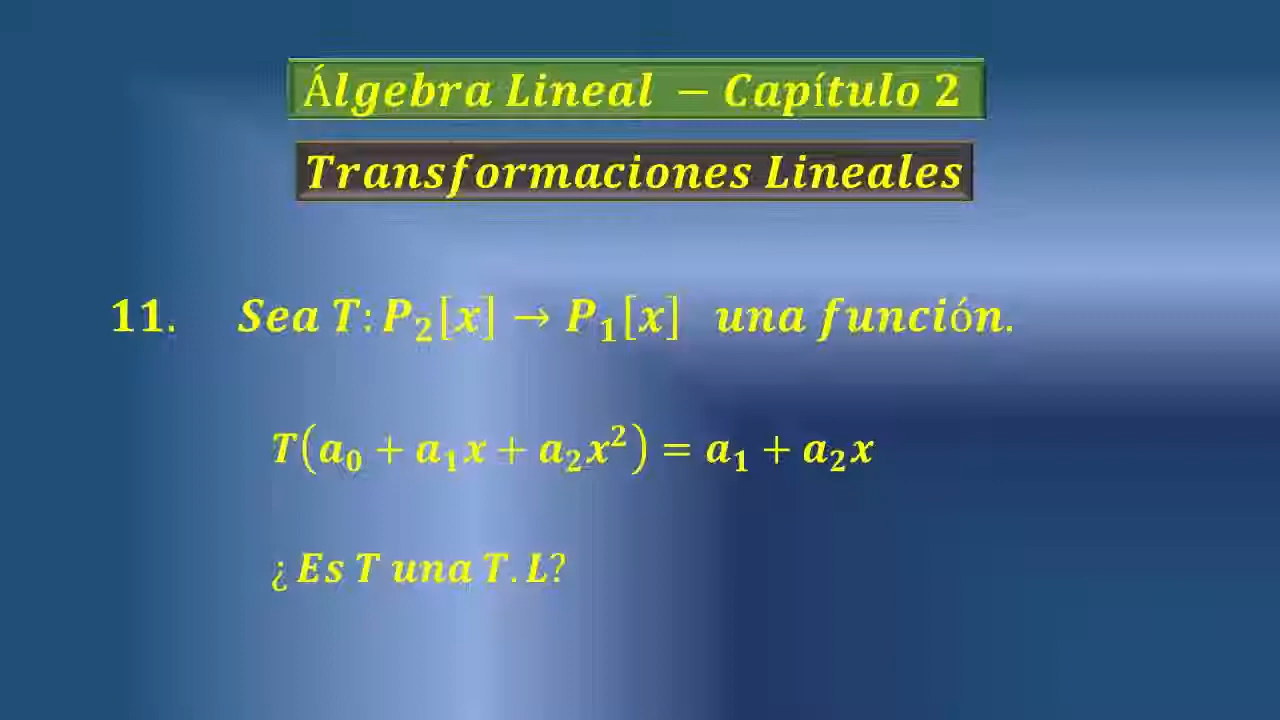 Álgebra Lineal − Capítulo 2
Transformaciones Lineales
11. Sea T: P₂[x] → P₁[x] una función.
T(a₀ + a₁x + a₂x²) = a₁ + a₂x
¿ Es T una T. L?